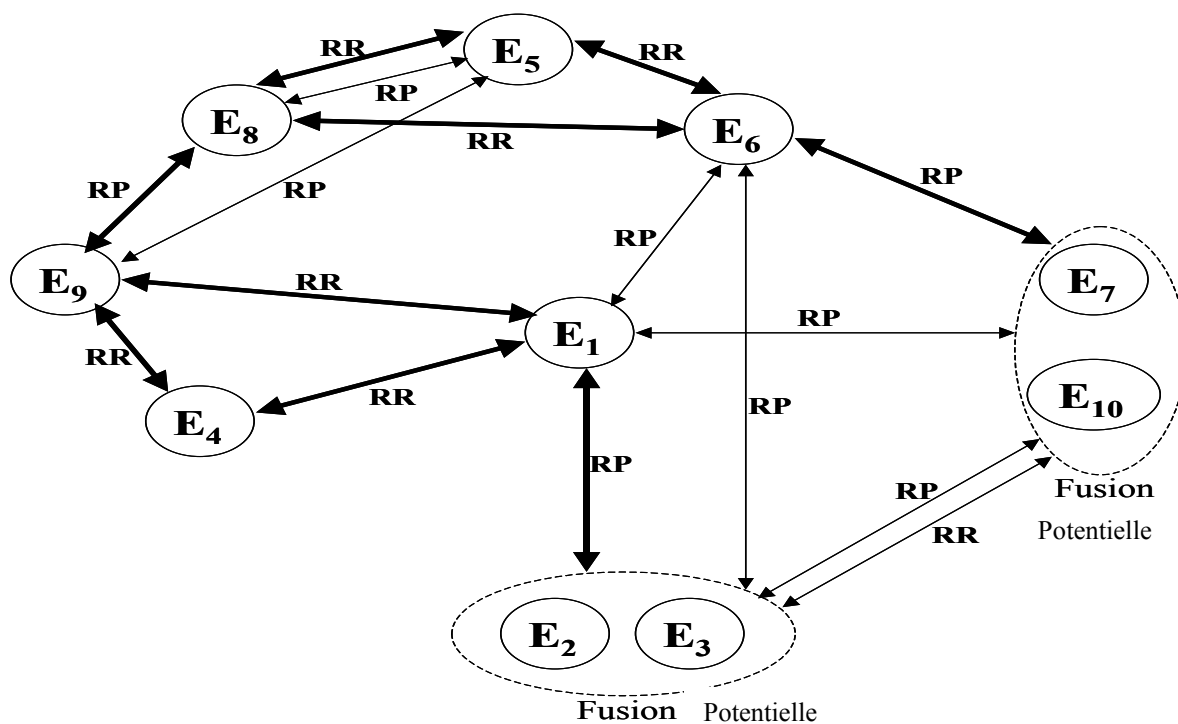 RR
E5
RR
RP
E8
RR
E6
RP
RP
RP
RP
E9
RR
E7
RP
E1
RR
RP
RR
E4
RP
E10
RP
RP
Fusion
RR
Potentielle
E2
E3
Fusion Potentielle